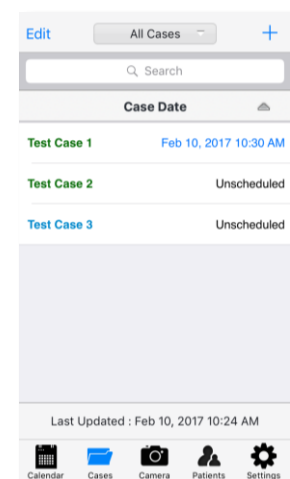 Edit All Cases +
Search
Case Date
Test Case 1 Feb 10, 2017 10:30 AM
Test Case 2 Unscheduled
Test Case 3 Unscheduled
Last Updated : Feb 10, 2017 10:24 AM
Calendar Cases Camera Patients Settings